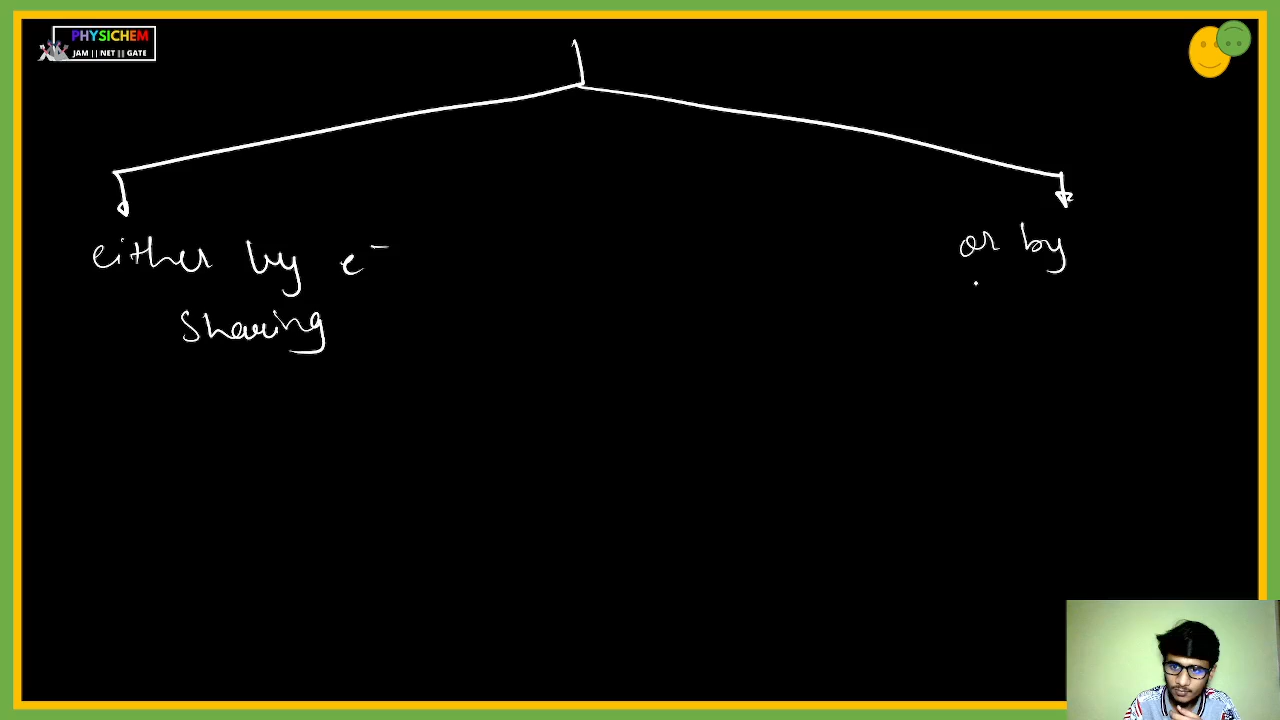 PHYSICHEM
JAM || NET || GATE
either by e⁻
sharing
or by